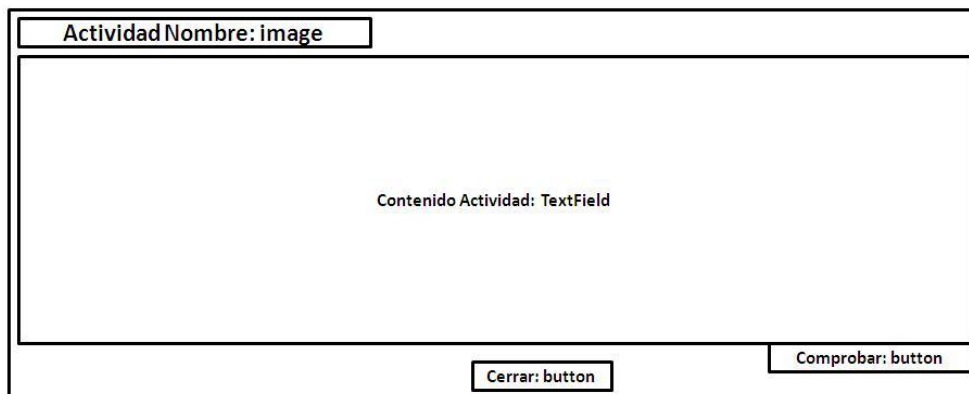 Actividad Nombre: image
Contenido Actividad: TextField
Comprobar: button
Cerrar: button